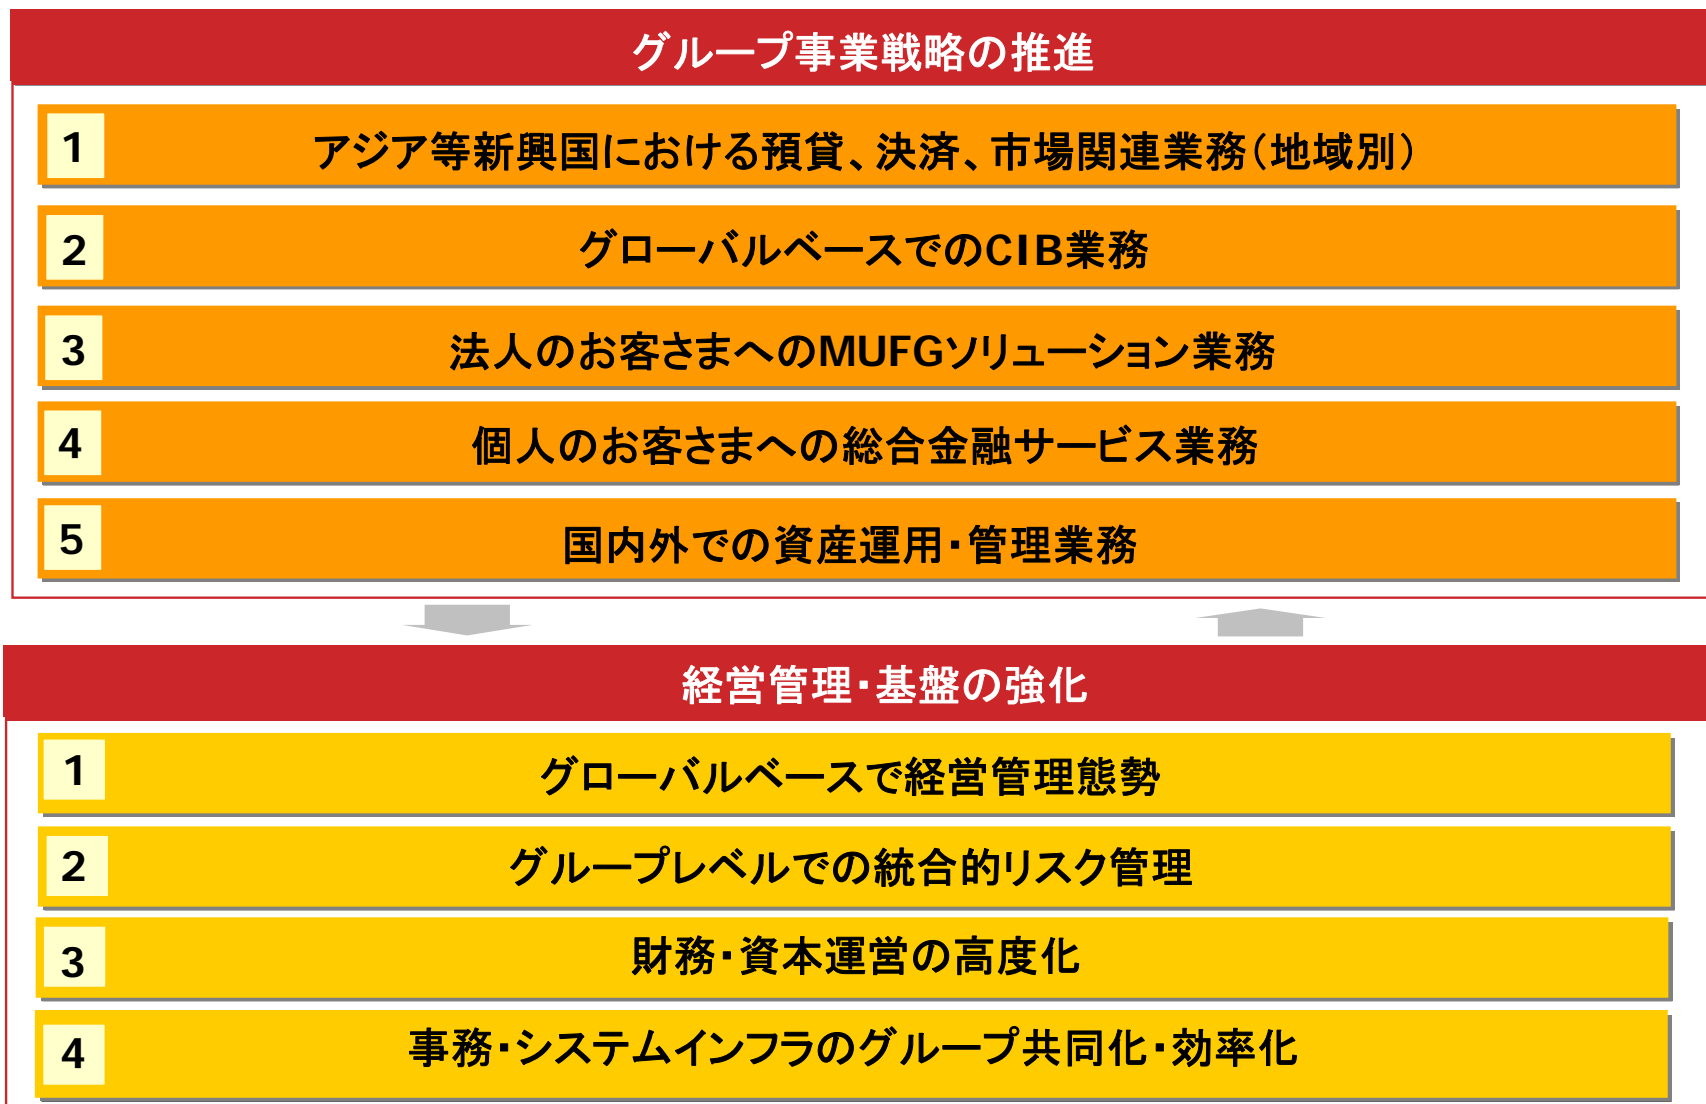 グループ事業戦略の推進
1 アジア等新興国における預貸、決済、市場関連業務（地域別）
2 グローバルベースでのCIB業務
3 法人のお客さまへのMUFGソリューション業務
4 個人のお客さまへの総合金融サービス業務
5 国内外での資産運用・管理業務
経営管理・基盤の強化
1 グローバルベースで経営管理態勢
2 グループレベルでの統合的リスク管理
3 財務・資本運営の高度化
4 事務・システムインフラのグループ共同化・効率化